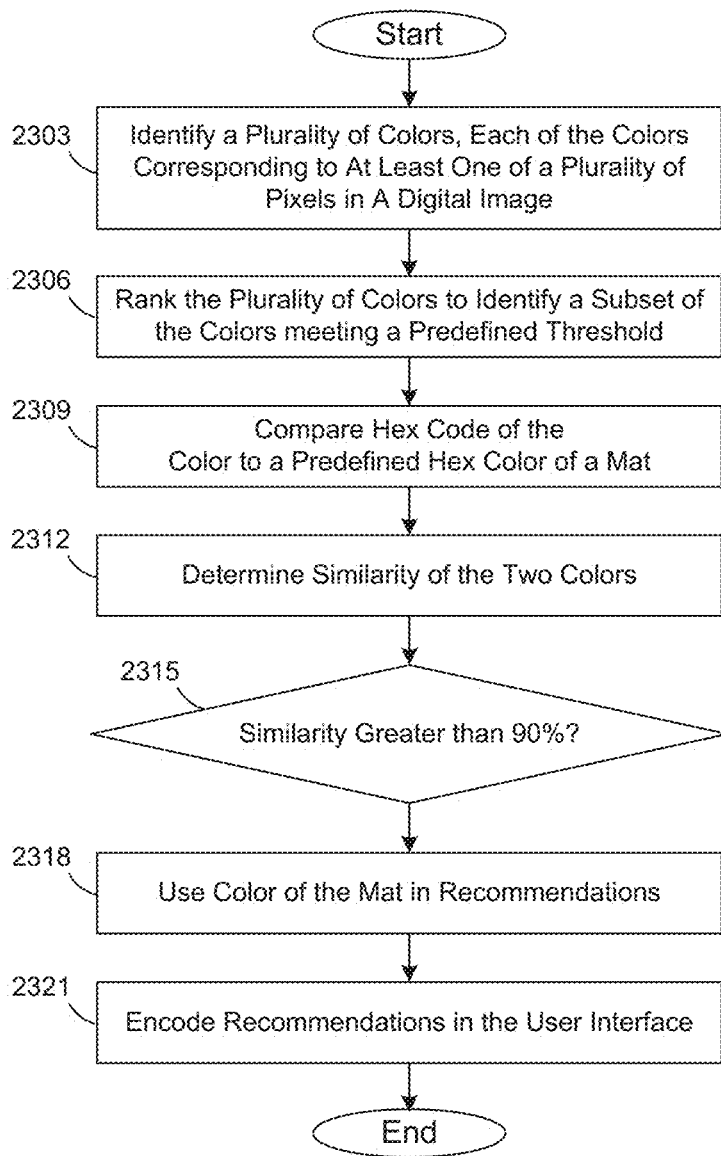 Start
2303
Identify a Plurality of Colors, Each of the Colors
Corresponding to At Least One of a Plurality of
Pixels in A Digital Image
2306
Rank the Plurality of Colors to Identify a Subset of
the Colors meeting a Predefined Threshold
2309
Compare Hex Code of the
Color to a Predefined Hex Color of a Mat
2312
Determine Similarity of the Two Colors
2315
Similarity Greater than 90%?
2318
Use Color of the Mat in Recommendations
2321
Encode Recommendations in the User Interface
End